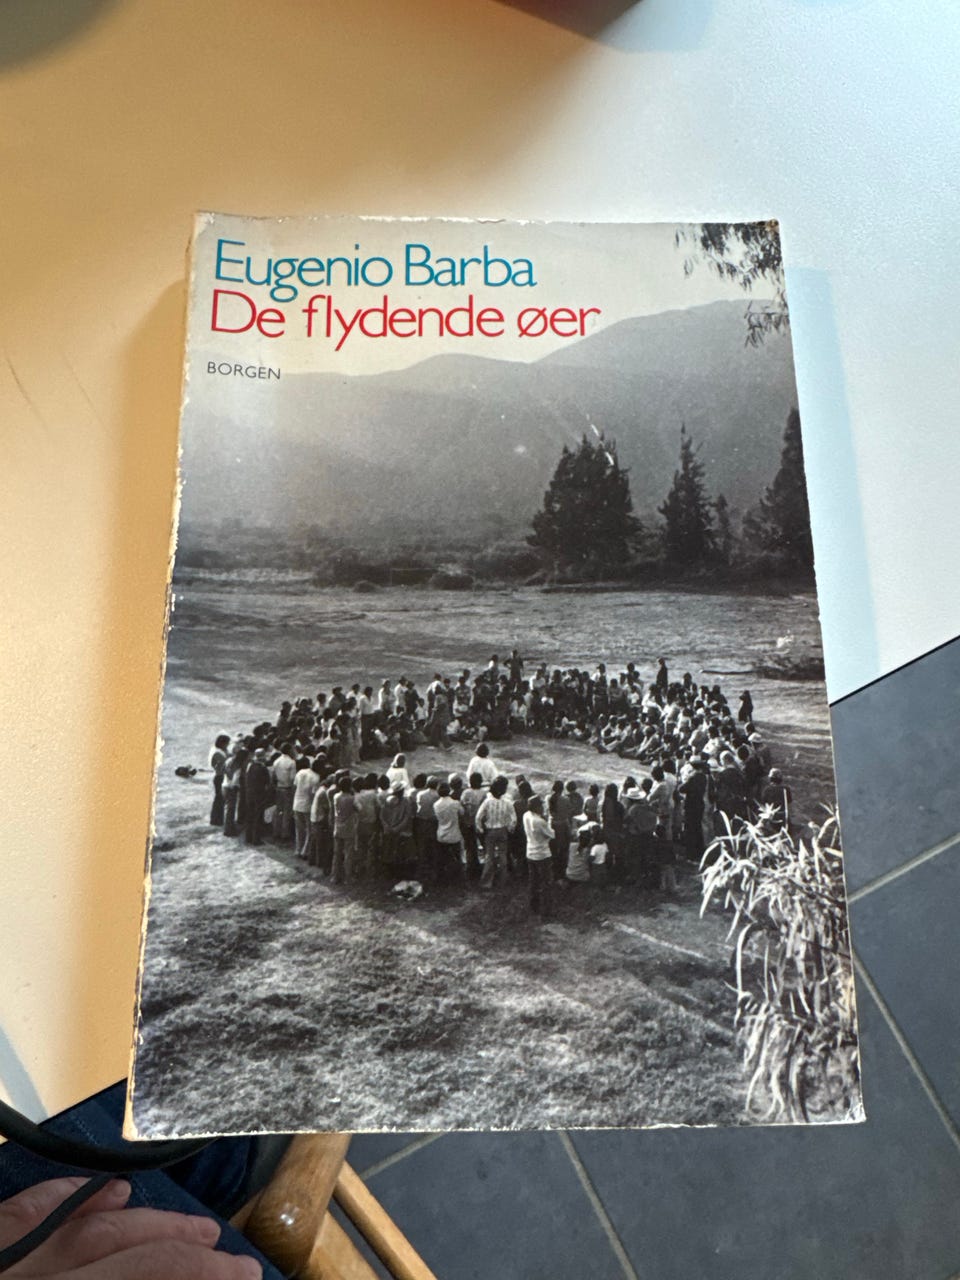 Eugenio Barba
De flydende øer
BORGEN